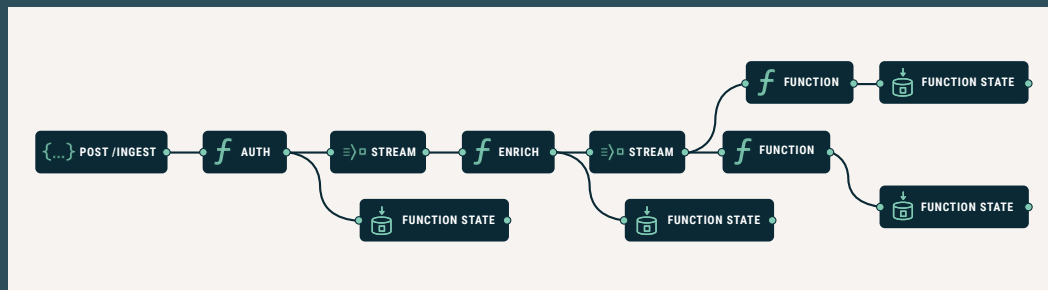 FUNCTION
FUNCTION STATE
{...} POST /INGEST
f AUTH
STREAM
f ENRICH
STREAM
f FUNCTION
FUNCTION STATE
FUNCTION STATE
FUNCTION STATE